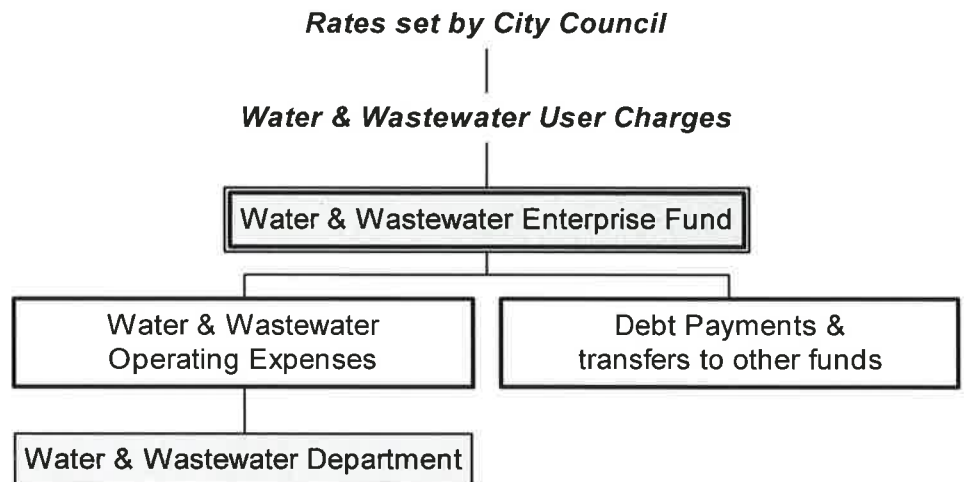 Rates set by City Council
Water & Wastewater User Charges
Water & Wastewater Enterprise Fund
Water & Wastewater
Operating Expenses
Debt Payments &
transfers to other funds
Water & Wastewater Department